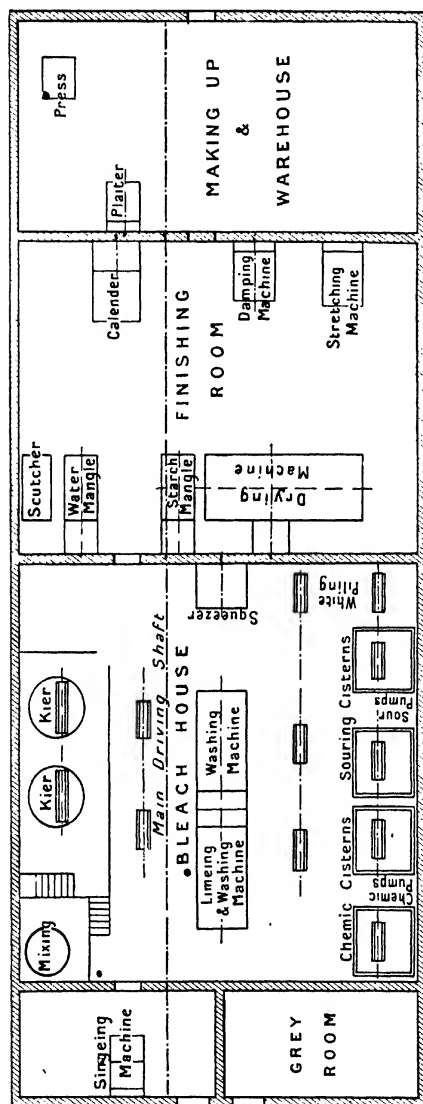 Singeing
Machine
GREY
ROOM
Mixing
Kier
Kier
Main Driving Shaft
BLEACH HOUSE
Limeing
& Washing
Machine
Washing
Machine
Squeezer
White
Piling
Chemic Cisterns
Chemic
Pumps
Souring Cisterns
Sour
Pumps
Scutcher
Water
Mangle
Starch
Mangle
Drying
Machine
FINISHING
ROOM
Calender
Damping
Machine
Stretching
Machine
Plaiter
Press
MAKING UP
&
WAREHOUSE